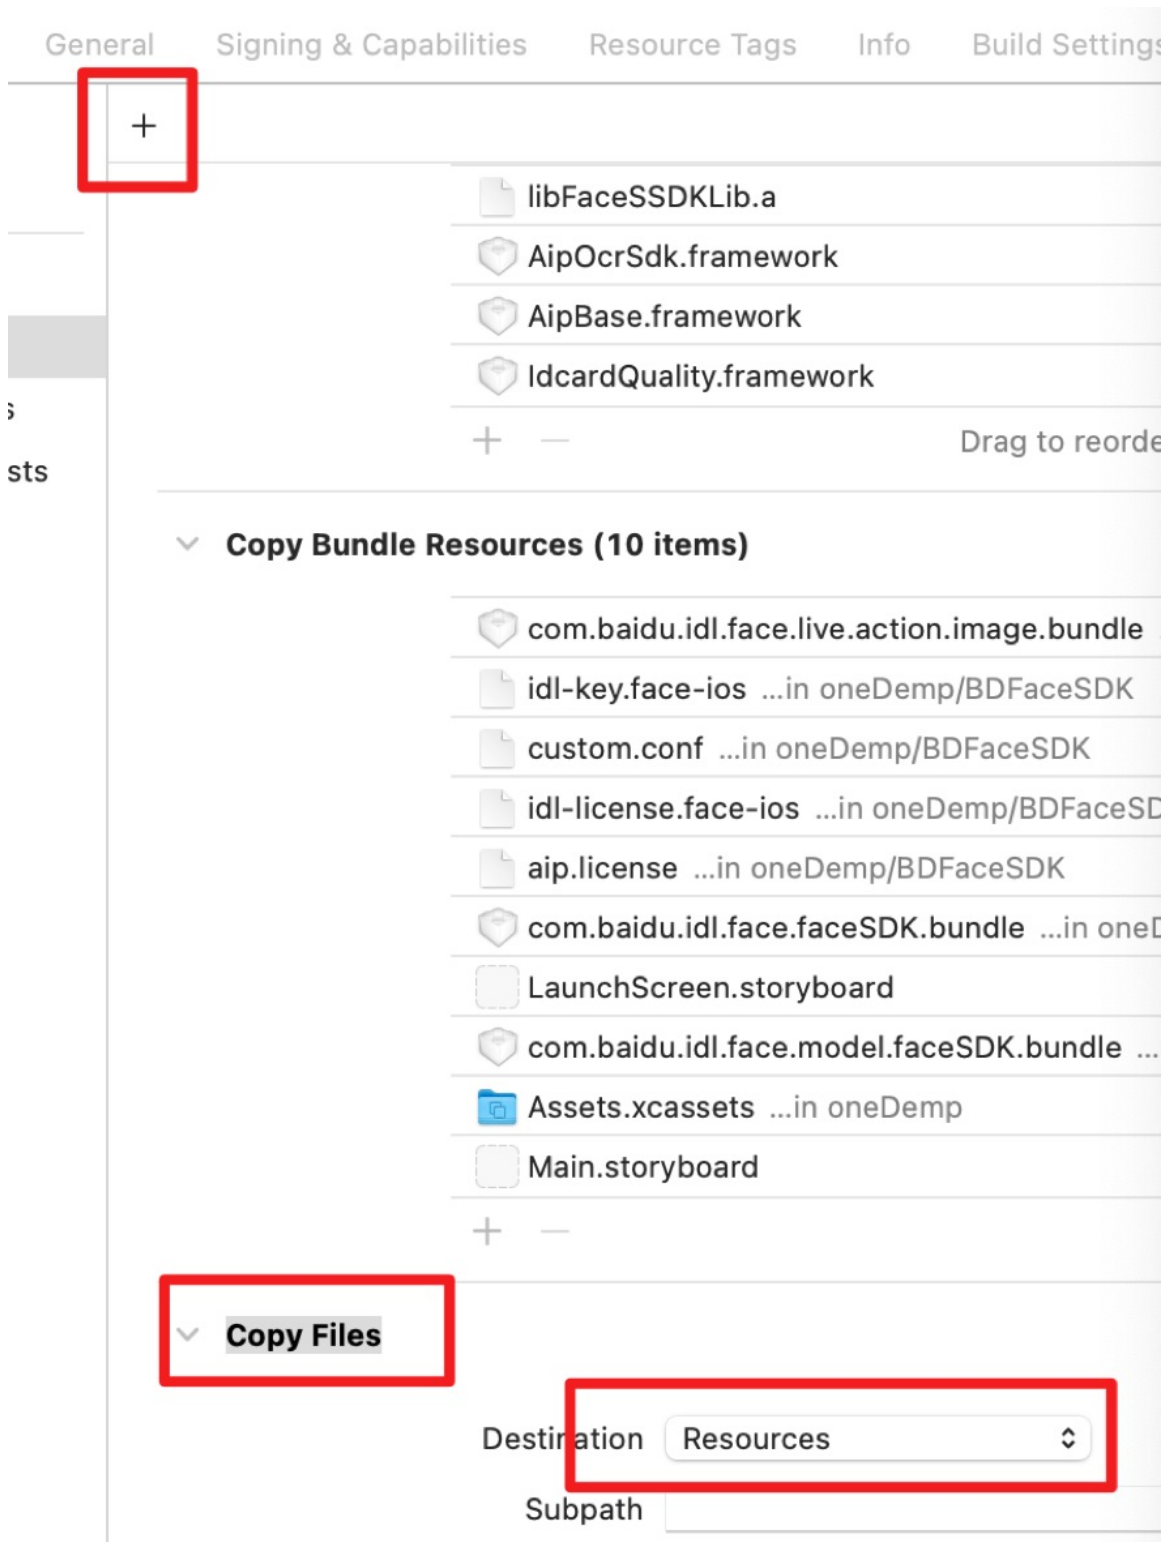 General Signing & Capabilities Resource Tags Info Build Settings
+
libFaceSSDKLib.a
AipOcrSdk.framework
AipBase.framework
IdcardQuality.framework
s
+ — Drag to reorde
sts
Copy Bundle Resources (10 items)
com.baidu.idl.face.live.action.image.bundle
idl-key.face-ios ...in oneDemp/BDFaceSDK
custom.conf ...in oneDemp/BDFaceSDK
idl-license.face-ios ...in oneDemp/BDFaceSD
aip.license ...in oneDemp/BDFaceSDK
com.baidu.idl.face.faceSDK.bundle ...in oneD
LaunchScreen.storyboard
com.baidu.idl.face.model.faceSDK.bundle ...
Assets.xcassets ...in oneDemp
Main.storyboard
+ —
Copy Files
Destination Resources
Subpath